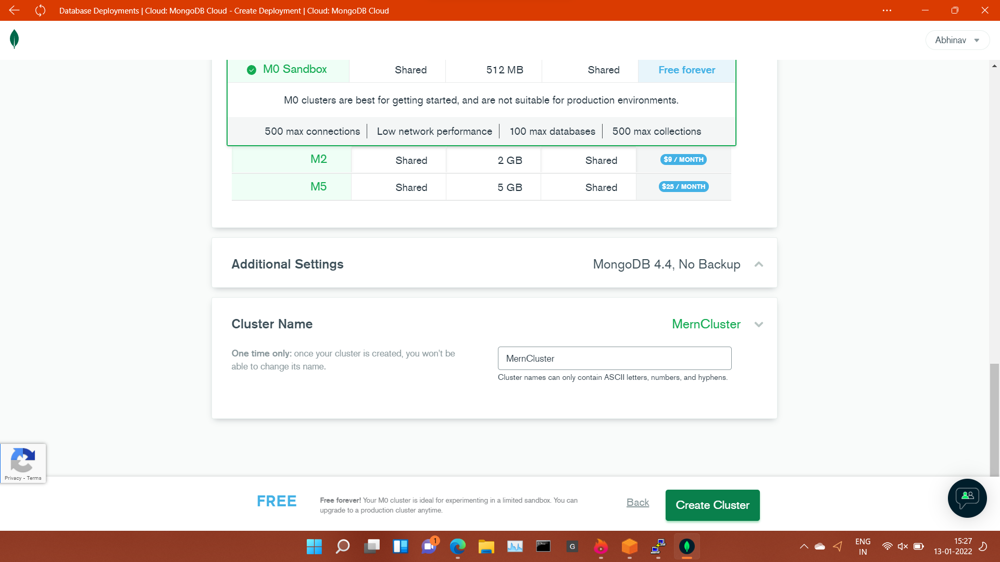 Database Deployments | Cloud: MongoDB Cloud - Create Deployment | Cloud: MongoDB Cloud
Abhinav
M0 Sandbox Shared 512 MB Shared Free forever
M0 clusters are best for getting started, and are not suitable for production environments.
500 max connections Low network performance 100 max databases 500 max collections
M2 Shared 2 GB Shared $9 / MONTH
M5 Shared 5 GB Shared $25 / MONTH
Additional Settings MongoDB 4.4, No Backup
Cluster Name MernCluster
One time only: once your cluster is created, you won't be
able to change its name.
MernCluster
Cluster names can only contain ASCII letters, numbers, and hyphens.
Privacy - Terms
FREE
Free forever! Your M0 cluster is ideal for experimenting in a limited sandbox. You can
upgrade to a production cluster anytime.
Back
Create Cluster
1
G
ENG
IN
15:27
13-01-2022